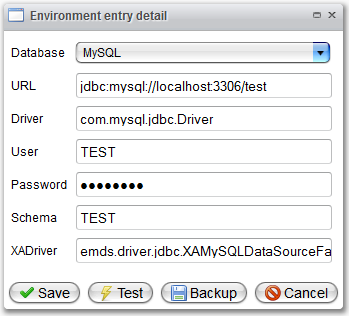 Environment entry detail
Database MySQL
URL jdbc:mysql://localhost:3306/test
Driver com.mysql.jdbc.Driver
User TEST
Password ●●●●●●●●
Schema TEST
XADriver emds.driver.jdbc.XAMySQLDataSourceFa
Save Test Backup Cancel